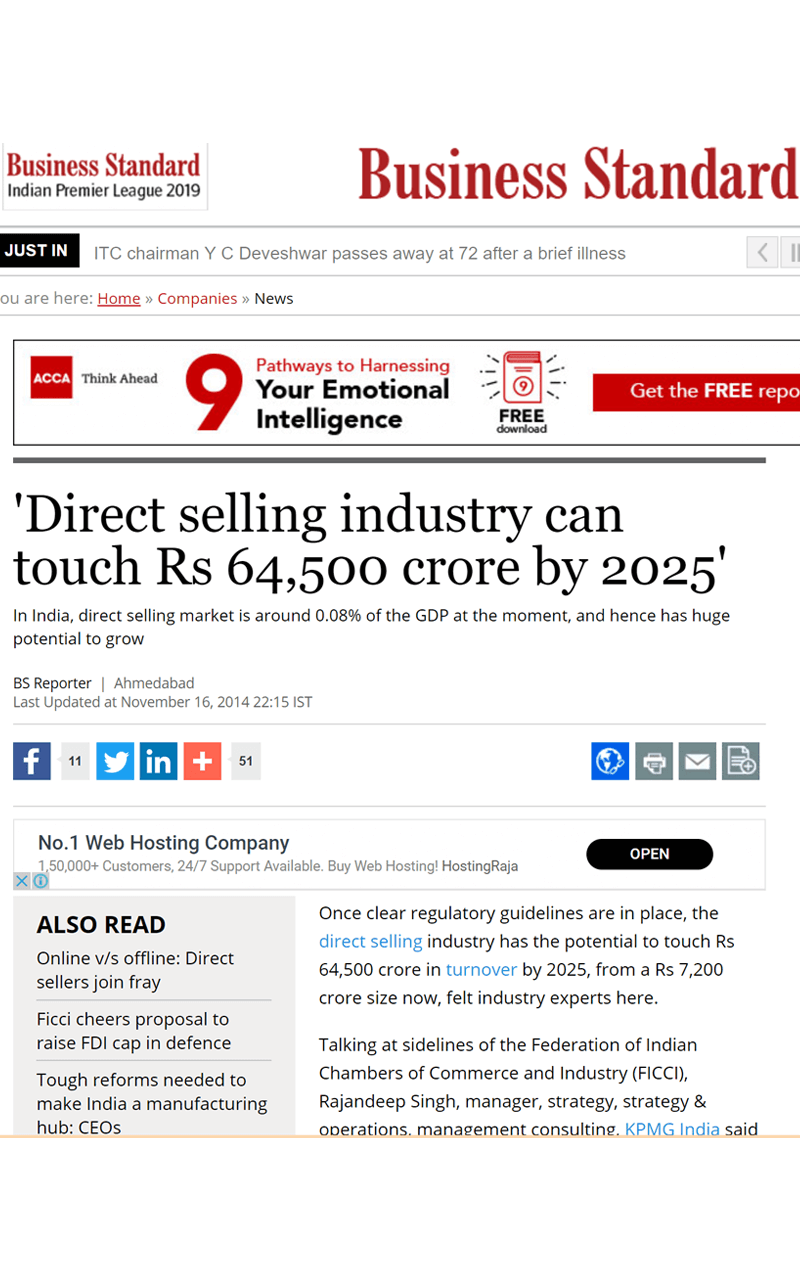 Business Standard
Indian Premier League 2019
Business Standard
JUST IN
ITC chairman Y C Deveshwar passes away at 72 after a brief illness
ou are here: Home » Companies » News
ACCA
Think Ahead
9
Pathways to Harnessing
Your Emotional
Intelligence
9
FREE
download
Get the FREE repo
'Direct selling industry can
touch Rs 64,500 crore by 2025'
In India, direct selling market is around 0.08% of the GDP at the moment, and hence has huge
potential to grow
BS Reporter | Ahmedabad
Last Updated at November 16, 2014 22:15 IST
11
51
No.1 Web Hosting Company
1,50,000+ Customers, 24/7 Support Available. Buy Web Hosting! HostingRaja
OPEN
ALSO READ
Online v/s offline: Direct
sellers join fray
Ficci cheers proposal to
raise FDI cap in defence
Tough reforms needed to
make India a manufacturing
hub: CEOs
Once clear regulatory guidelines are in place, the
direct selling industry has the potential to touch Rs
64,500 crore in turnover by 2025, from a Rs 7,200
crore size now, felt industry experts here.
Talking at sidelines of the Federation of Indian
Chambers of Commerce and Industry (FICCI),
Rajandeep Singh, manager, strategy, strategy &
operations, management consulting, KPMG India said